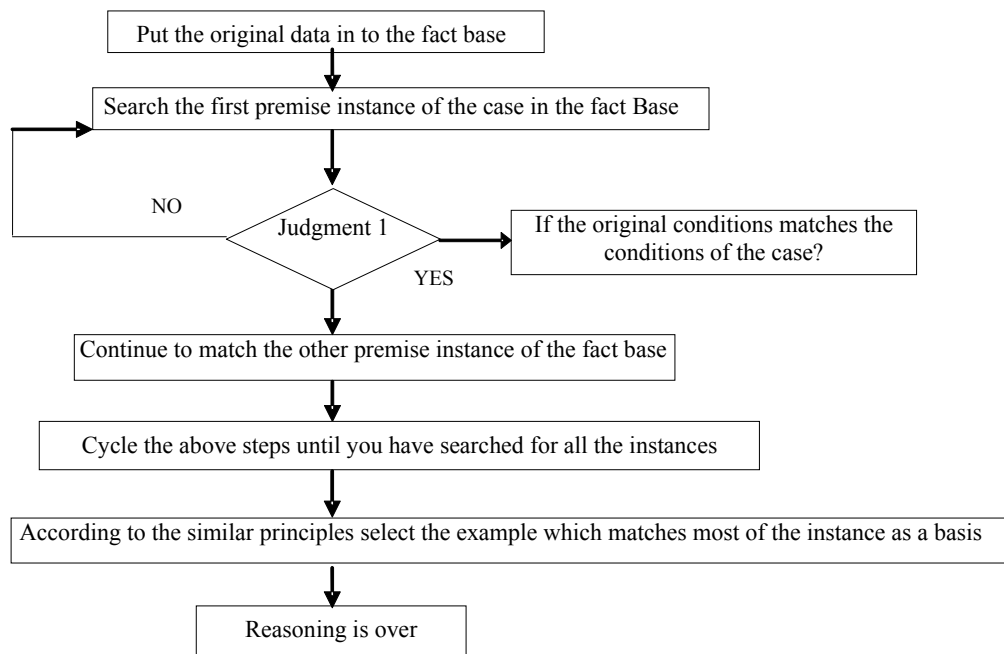 Put the original data in to the fact base
Search the first premise instance of the case in the fact Base
NO
Judgment 1
If the original conditions matches the
conditions of the case?
YES
Continue to match the other premise instance of the fact base
Cycle the above steps until you have searched for all the instances
According to the similar principles select the example which matches most of the instance as a basis
Reasoning is over